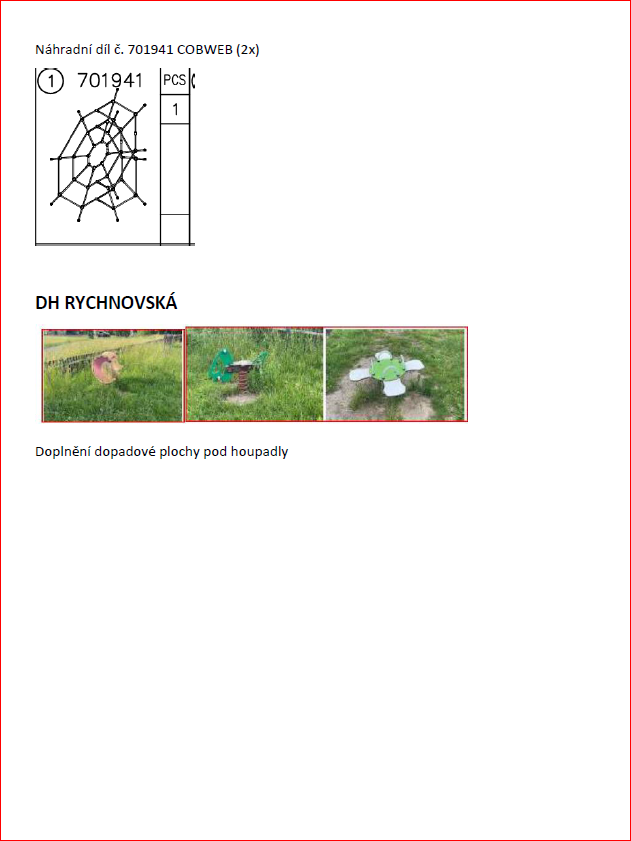 Náhradní díl č. 701941 COBWEB (2x)
1 701941 PCS
1
DH RYCHNOVSKÁ
Doplnění dopadové plochy pod houpadly